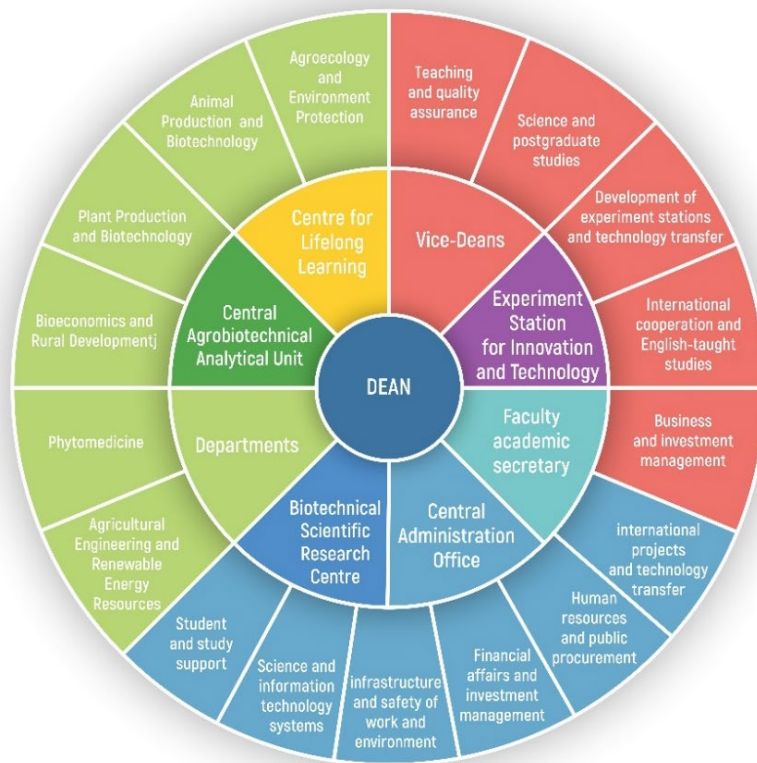 Agroecology
and
Environment
Protection
Teaching
and quality
assurance
Animal
Production and
Biotechnology
Science and
postgraduate
studies
Plant Production
and Biotechnology
Centre for
Lifelong
Learning
Vice-Deans
Development of
experiment stations
and technology transfer
Bioeconomics and
Rural Developmentj
Central
Agrobiotechnical
Analytical Unit
Experiment
Station
for Innovation
and Technology
International
cooperation and
English-taught
studies
DEAN
Phytomedicine
Departments
Faculty
academic
secretary
Business
and investment
management
Agricultural
Engineering and
Renewable
Energy
Resources
Biotechnical
Scientific
Research
Centre
Central
Administration
Office
international
projects
and technology
transfer
Student
and study
support
Science and
information
technology
systems
infrastructure
and safety of
work and
environment
Financial
affairs and
investment
management
Human
resources
and public
procurement